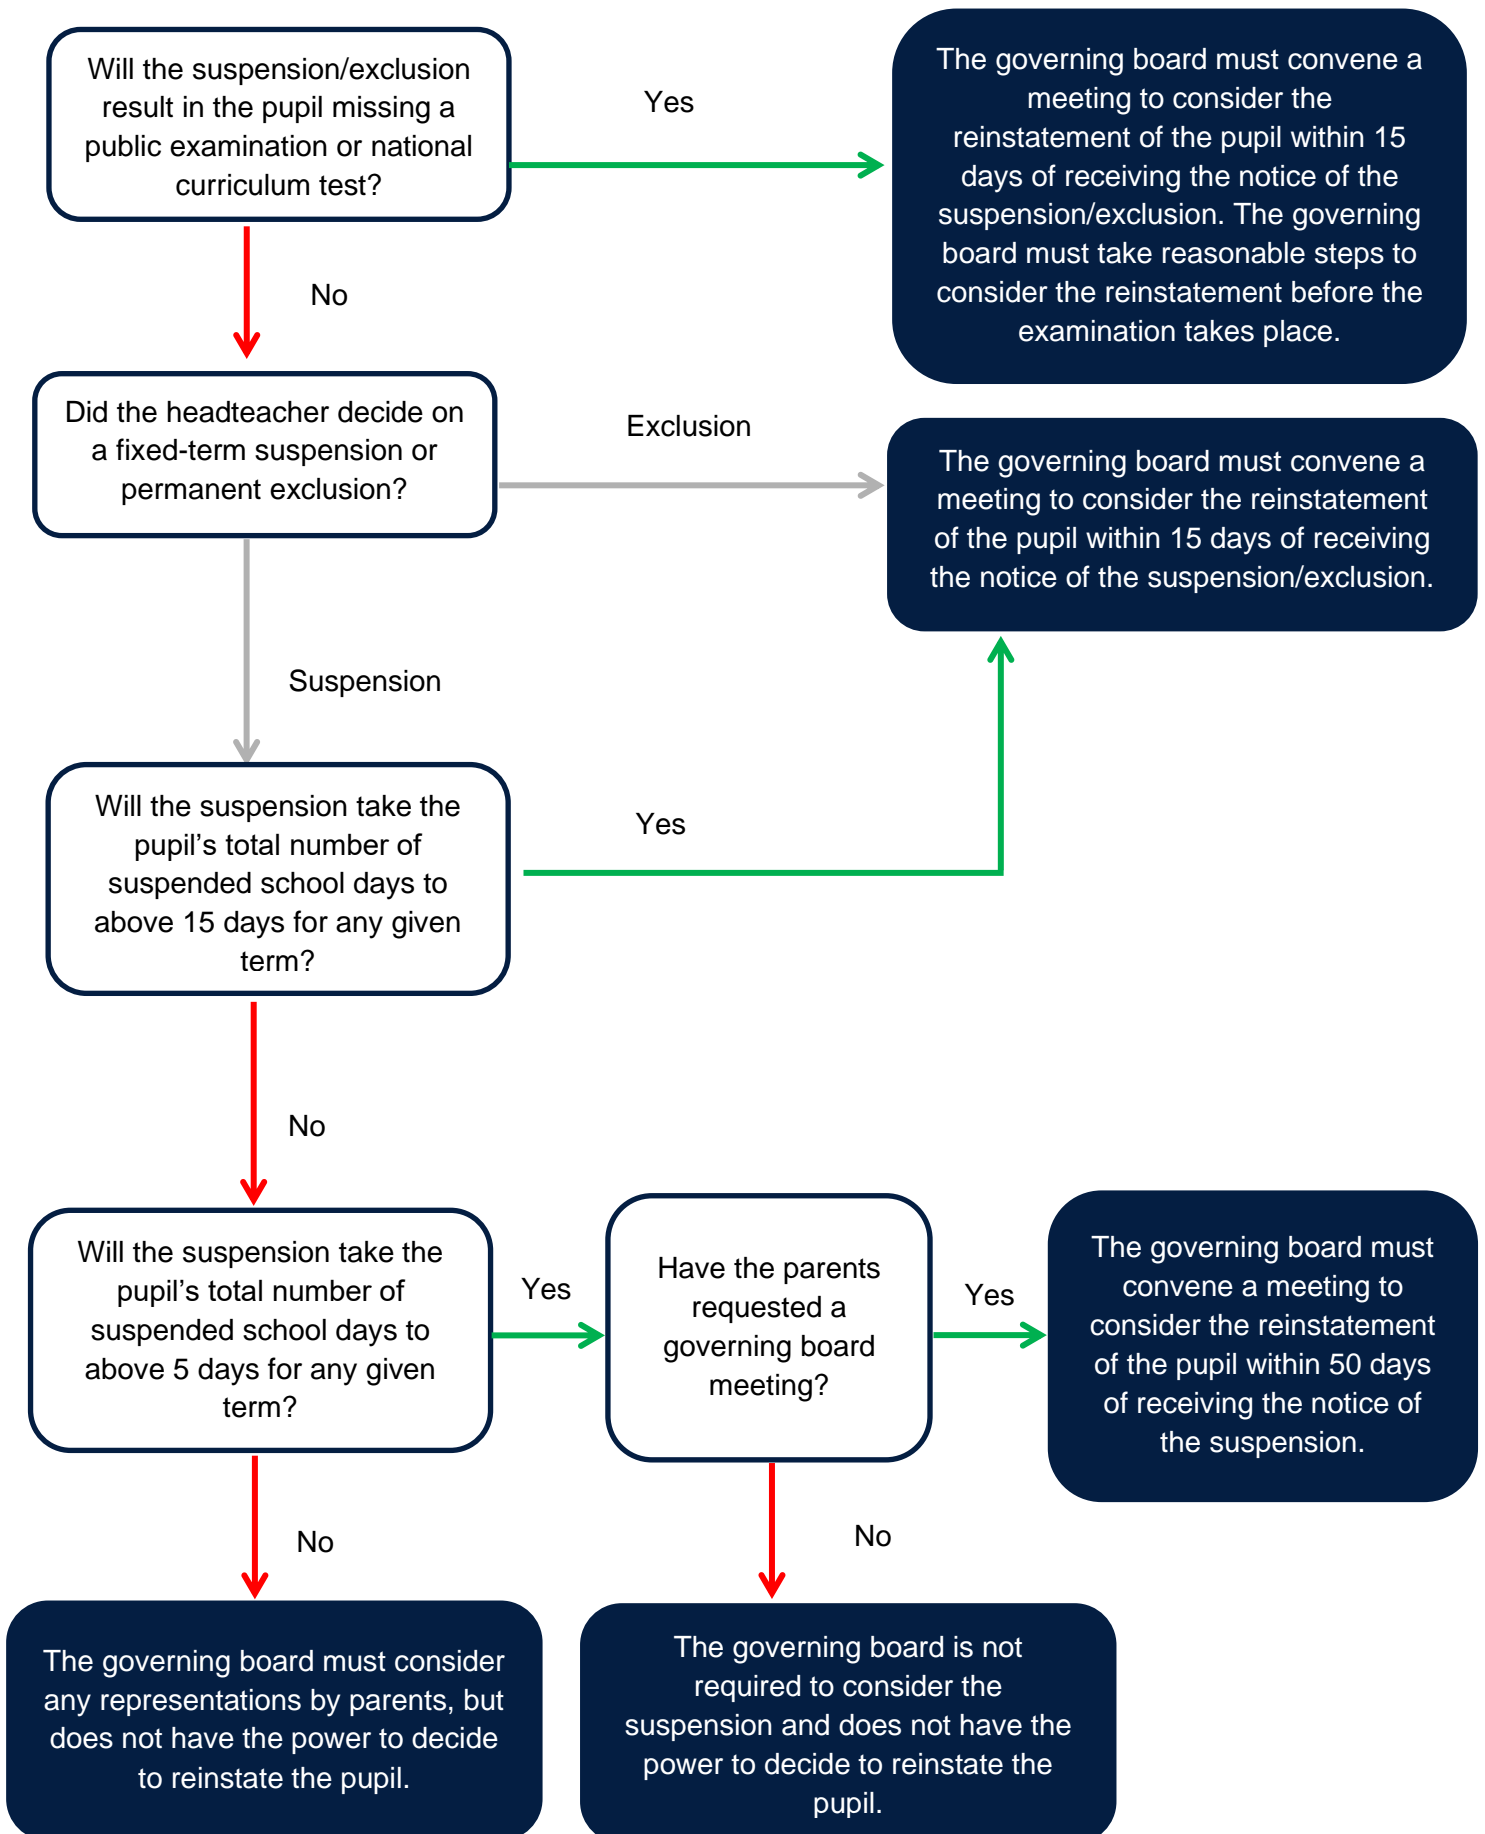 Will the suspension/exclusion
result in the pupil missing a
public examination or national
curriculum test?
Yes
The governing board must convene a
meeting to consider the
reinstatement of the pupil within 15
days of receiving the notice of the
suspension/exclusion. The governing
board must take reasonable steps to
consider the reinstatement before the
examination takes place.
No
Did the headteacher decide on
a fixed-term suspension or
permanent exclusion?
Exclusion
The governing board must convene a
meeting to consider the reinstatement
of the pupil within 15 days of receiving
the notice of the suspension/exclusion.
Suspension
Will the suspension take the
pupil’s total number of
suspended school days to
above 15 days for any given
term?
Yes
No
Will the suspension take the
pupil’s total number of
suspended school days to
above 5 days for any given
term?
Yes
Have the parents
requested a
governing board
meeting?
Yes
The governing board must
convene a meeting to
consider the reinstatement
of the pupil within 50 days
of receiving the notice of
the suspension.
No
No
The governing board must consider
any representations by parents, but
does not have the power to decide
to reinstate the pupil.
The governing board is not
required to consider the
suspension and does not have the
power to decide to reinstate the
pupil.